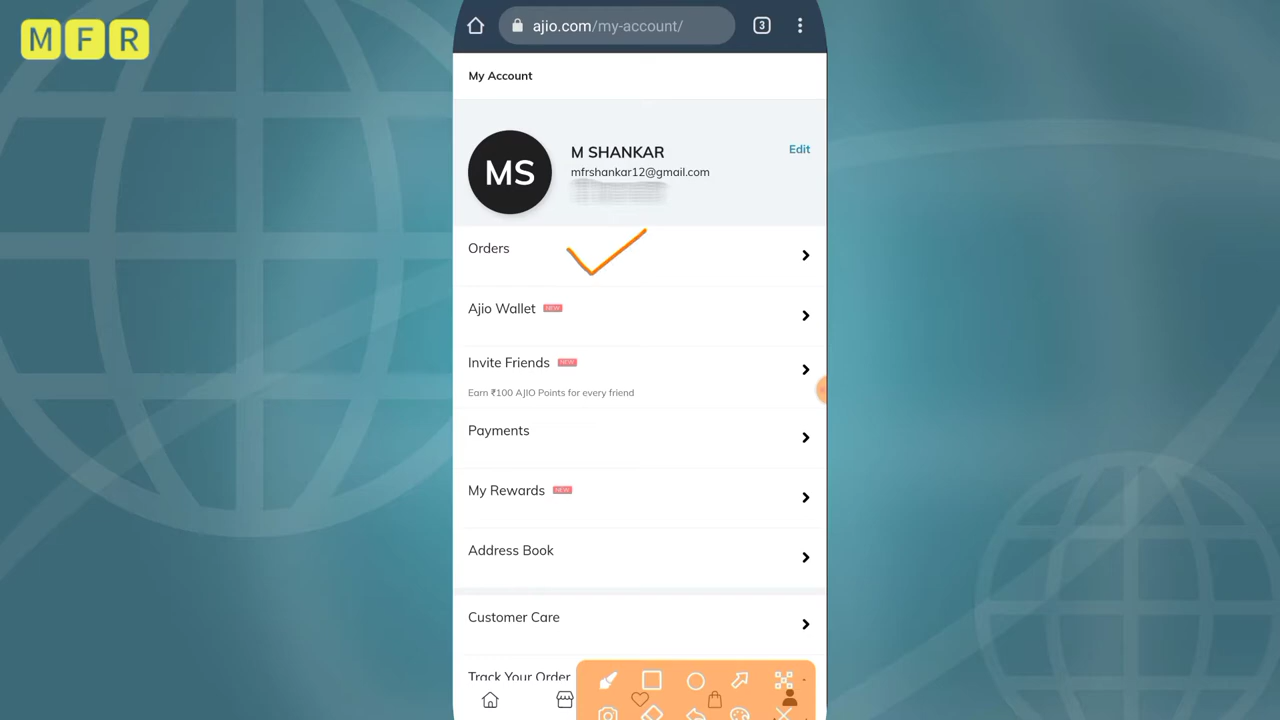 MFR
ajio.com/my-account/
3
My Account
MS
M SHANKAR
Edit
mfrshankar12@gmail.com
Orders
Ajio Wallet NEW
Invite Friends NEW
Earn ₹100 AJIO Points for every friend
Payments
My Rewards NEW
Address Book
Customer Care
Track Your Order